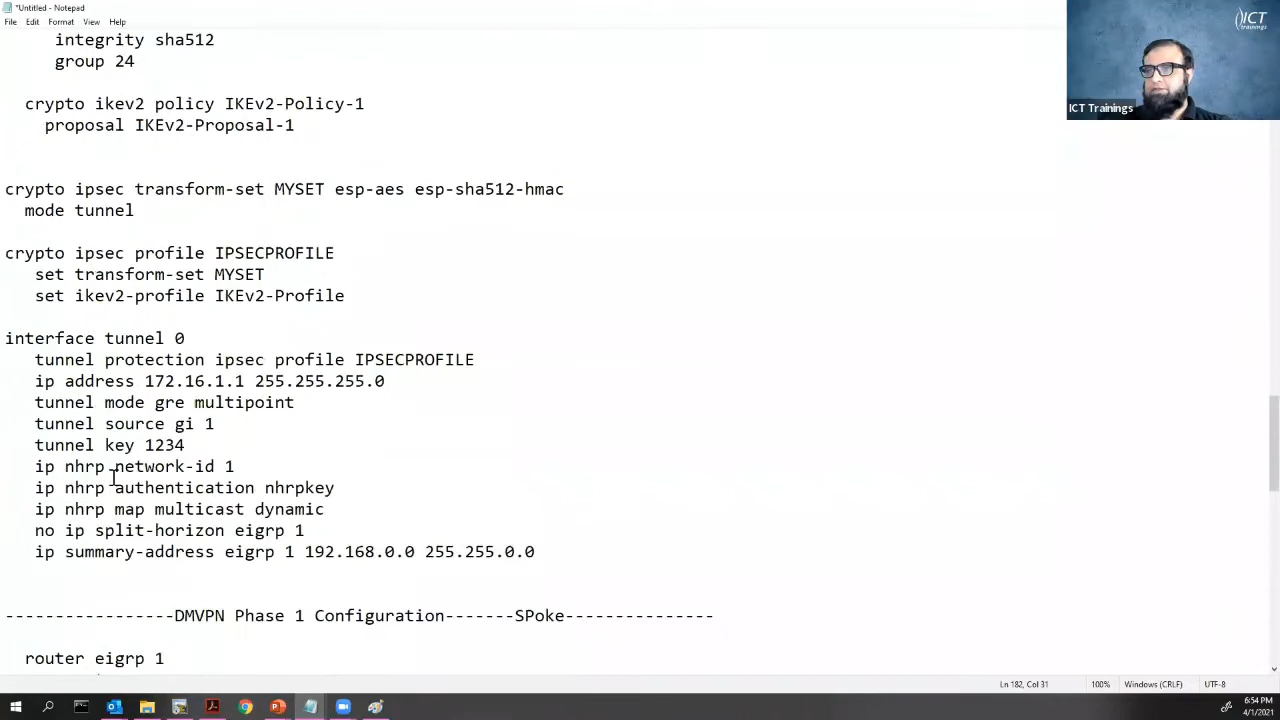 *Untitled - Notepad
File Edit Format View Help
integrity sha512
group 24
crypto ikev2 policy IKEv2-Policy-1
proposal IKEv2-Proposal-1
crypto ipsec transform-set MYSET esp-aes esp-sha512-hmac
mode tunnel
crypto ipsec profile IPSECPROFILE
set transform-set MYSET
set ikev2-profile IKEv2-Profile
interface tunnel 0
tunnel protection ipsec profile IPSECPROFILE
ip address 172.16.1.1 255.255.255.0
tunnel mode gre multipoint
tunnel source gi 1
tunnel key 1234
ip nhrp network-id 1
ip nhrp authentication nhrpkey
ip nhrp map multicast dynamic
no ip split-horizon eigrp 1
ip summary-address eigrp 1 192.168.0.0 255.255.0.0
-----------------DMVPN Phase 1 Configuration-------SPoke---------------
router eigrp 1
ICT
trainings
ICT Trainings
Ln 182, Col 31
100%
Windows (CRLF)
UTF-8
6:54 PM
4/1/2021